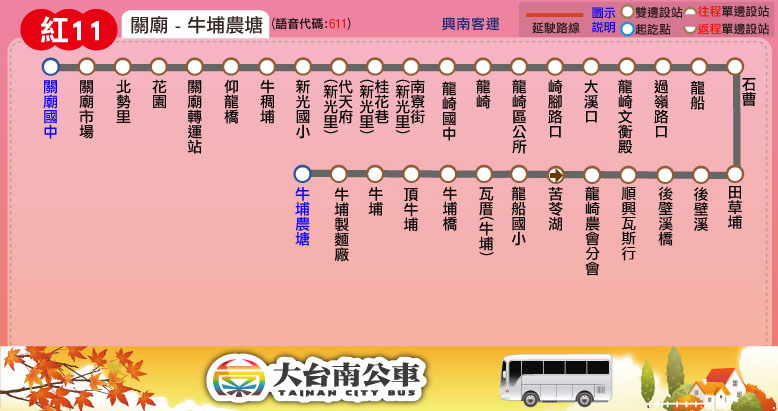 紅11
關廟 - 牛埔農塘
(語音代碼:611)
興南客運
延駛路線
圖示說明
雙邊設站
起訖點
往程單邊設站
返程單邊設站
關廟國中
關廟市場
北勢里
花園
關廟轉運站
仰龍橋
牛稠埔
新光國小
代天府(新光里)
桂花巷(新光里)
南寮街(新光里)
龍崎國中
龍崎
龍崎區公所
崎腳路口
大溪口
龍崎文衡殿
過嶺路口
龍船
石曹
田草埔
後壁溪
後壁溪橋
順興瓦斯行
龍崎農會分會
苦苓湖
龍船國小
瓦厝(牛埔)
牛埔橋
頂牛埔
牛埔
牛埔製麵廠
牛埔農塘
大台南公車
TAINAN CITY BUS